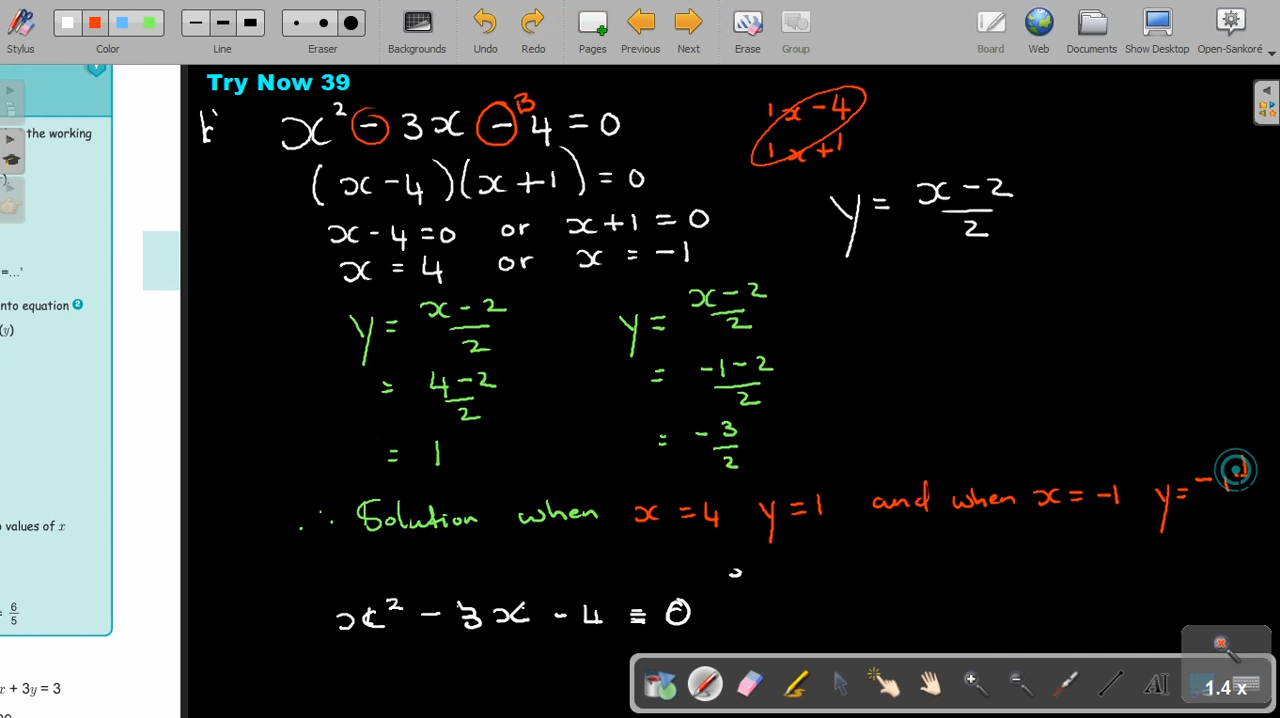 Stylus Color Line Eraser Backgrounds Undo Redo Pages Previous Next Erase Group Board Web Documents Show Desktop Open-Sankoré
Try Now 39
x² - 3x - 4 = 0
1x -4
1x +1
(x - 4)(x + 1) = 0
y = x - 2 / 2
x - 4 = 0 or x + 1 = 0
x = 4 or x = -1
y = x - 2 / 2 y = x - 2 / 2
= 4 - 2 / 2 = -1 - 2 / 2
= 1 = -3 / 2
∴ Solution when x = 4 y = 1 and when x = -1 y = -1
x² - 3x - 4 = 0
the working
=...'
nto equation 2
(y)
values of x
= 6/5
x + 3y = 3
1.4 x